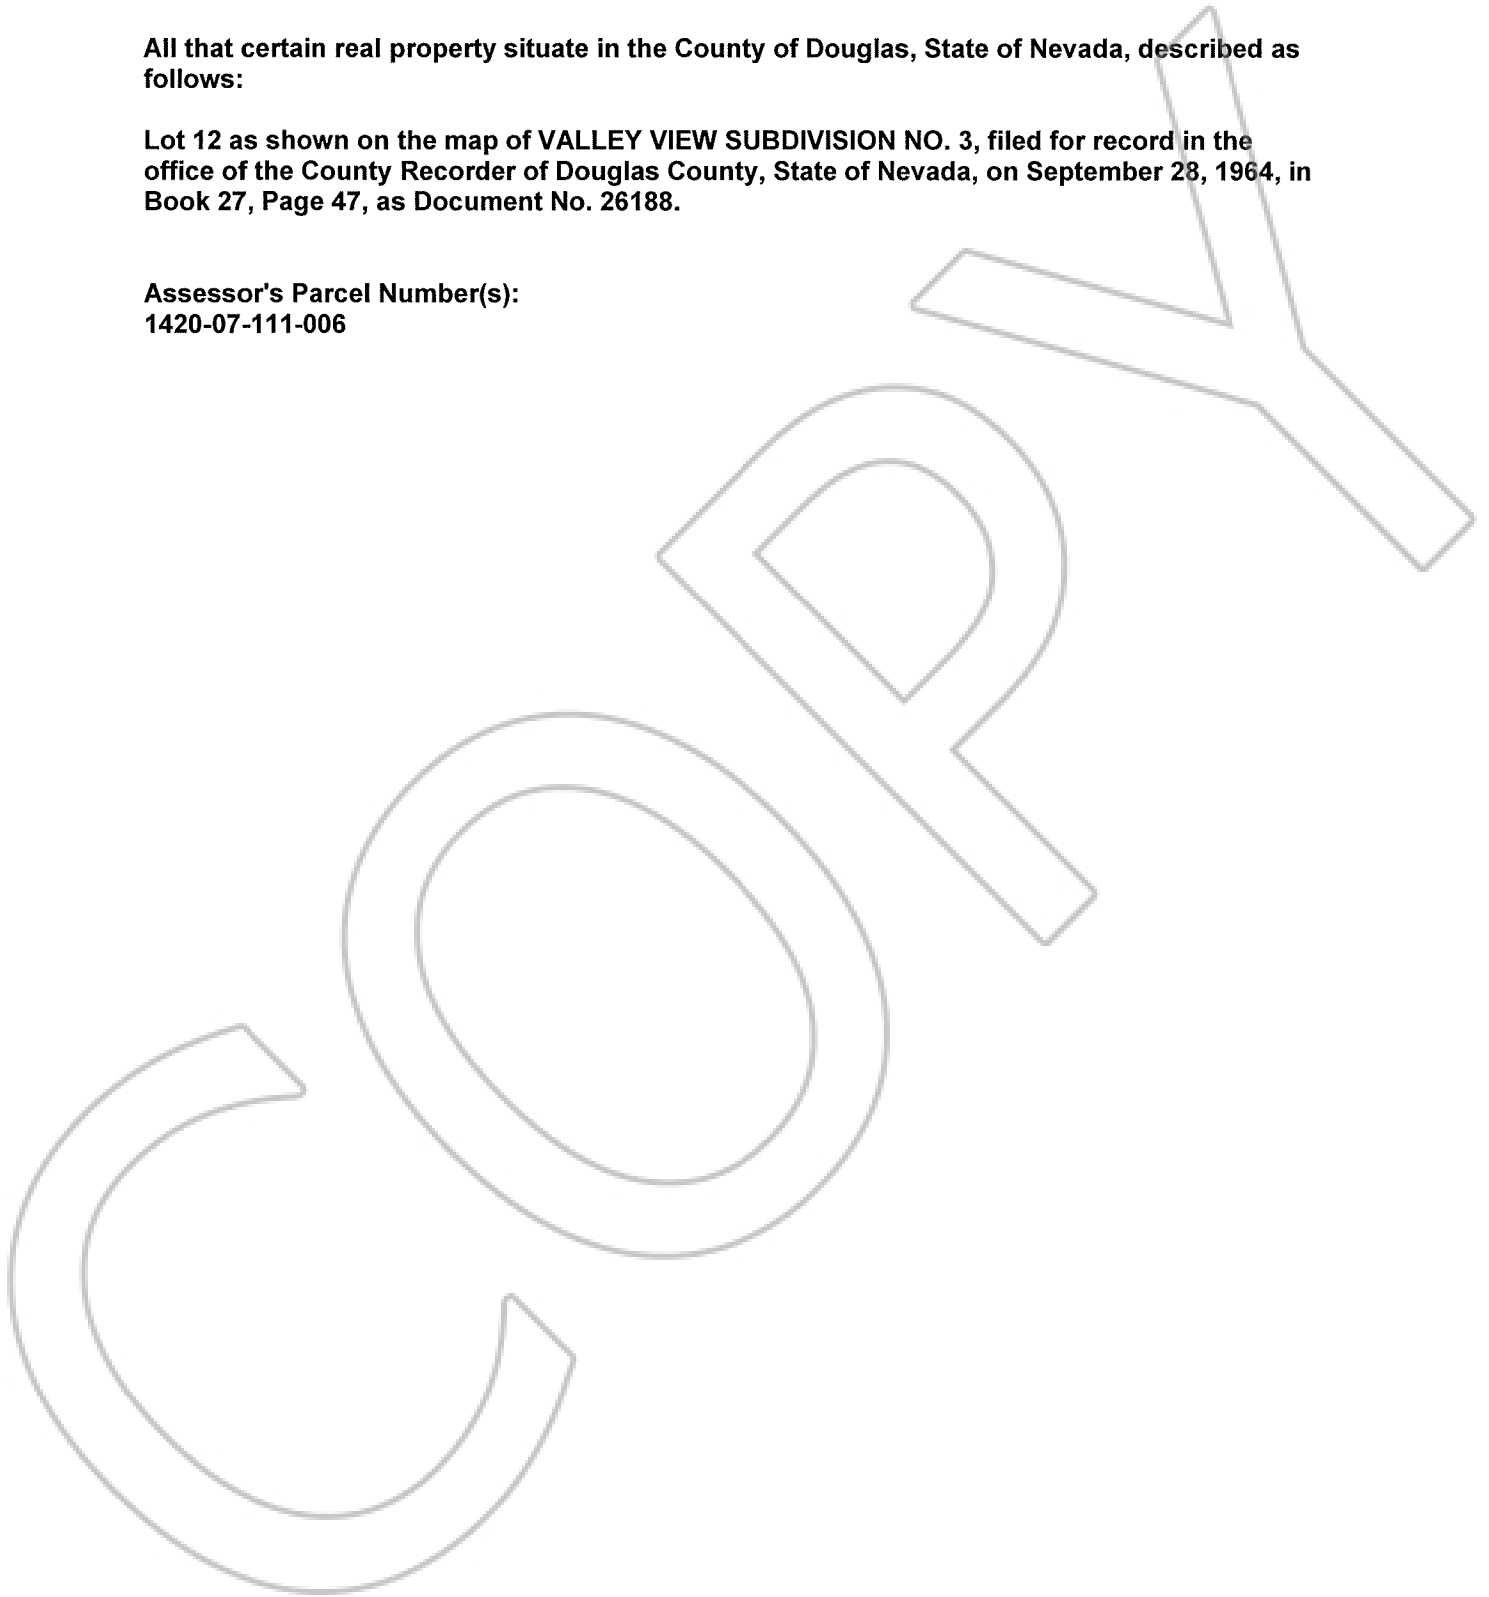 All that certain real property situate in the County of Douglas, State of Nevada, described as
follows:
Lot 12 as shown on the map of VALLEY VIEW SUBDIVISION NO. 3, filed for record in the
office of the County Recorder of Douglas County, State of Nevada, on September 28, 1964, in
Book 27, Page 47, as Document No. 26188.
Assessor's Parcel Number(s):
1420-07-111-006
COPY